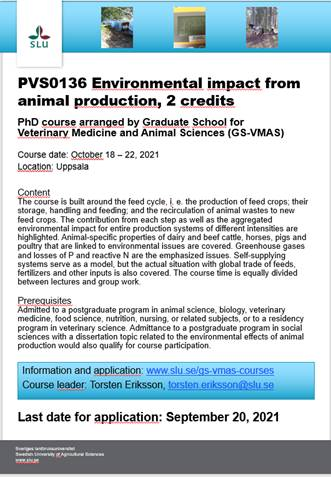 SLU
PVS0136 Environmental impact from
animal production, 2 credits
PhD course arranged by Graduate School for
Veterinary Medicine and Animal Sciences (GS-VMAS)
Course date: October 18 – 22, 2021
Location: Uppsala
Content
The course is built around the feed cycle, i. e. the production of feed crops; their
storage, handling and feeding; and the recirculation of animal wastes to new
feed crops. The contribution from each step as well as the aggregated
environmental impact for entire production systems of different intensities are
highlighted. Animal-specific properties of dairy and beef cattle, horses, pigs and
poultry that are linked to environmental issues are covered. Greenhouse gases
and losses of P and reactive N are the emphasized issues. Self-supplying
systems serve as a model, but the actual situation with global trade of feeds,
fertilizers and other inputs is also covered. The course time is equally divided
between lectures and group work.
Prerequisites
Admitted to a postgraduate program in animal science, biology, veterinary
medicine, food science, nutrition, nursing, or related subjects, or to a residency
program in veterinary science. Admittance to a postgraduate program in social
sciences with a dissertation topic related to the environmental effects of animal
production would also qualify for course participation.
Information and application: www.slu.se/gs-vmas-courses
Course leader: Torsten Eriksson, torsten.eriksson@slu.se
Last date for application: September 20, 2021
Sveriges lantbruksuniversitet
Swedish University of Agricultural Sciences
www.slu.se